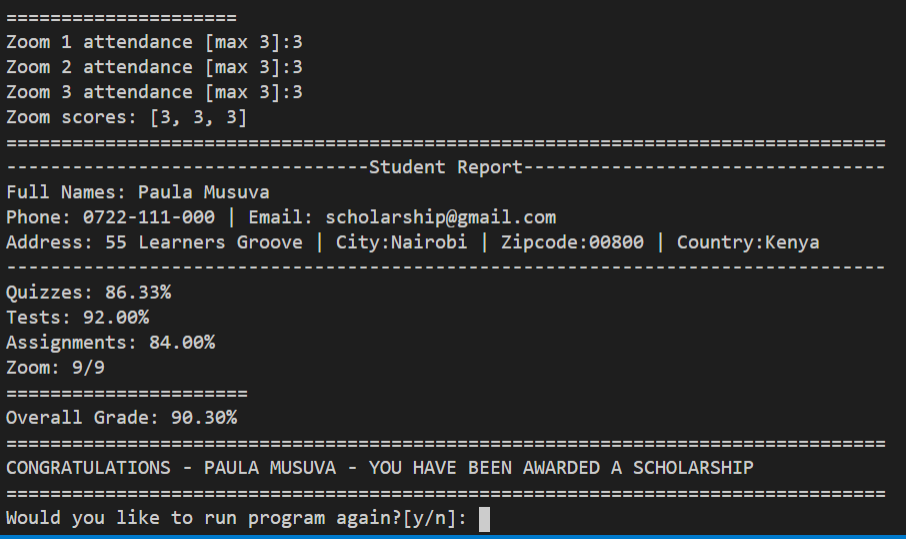 =====================
Zoom 1 attendance [max 3]:3
Zoom 2 attendance [max 3]:3
Zoom 3 attendance [max 3]:3
Zoom scores: [3, 3, 3]
================================================================================
---------------------------------Student Report---------------------------------
Full Names: Paula Musuva
Phone: 0722-111-000 | Email: scholarship@gmail.com
Address: 55 Learners Groove | City:Nairobi | Zipcode:00800 | Country:Kenya
--------------------------------------------------------------------------------
Quizzes: 86.33%
Tests: 92.00%
Assignments: 84.00%
Zoom: 9/9
======================
Overall Grade: 90.30%
================================================================================
CONGRATULATIONS - PAULA MUSUVA - YOU HAVE BEEN AWARDED A SCHOLARSHIP
================================================================================
Would you like to run program again?[y/n]: